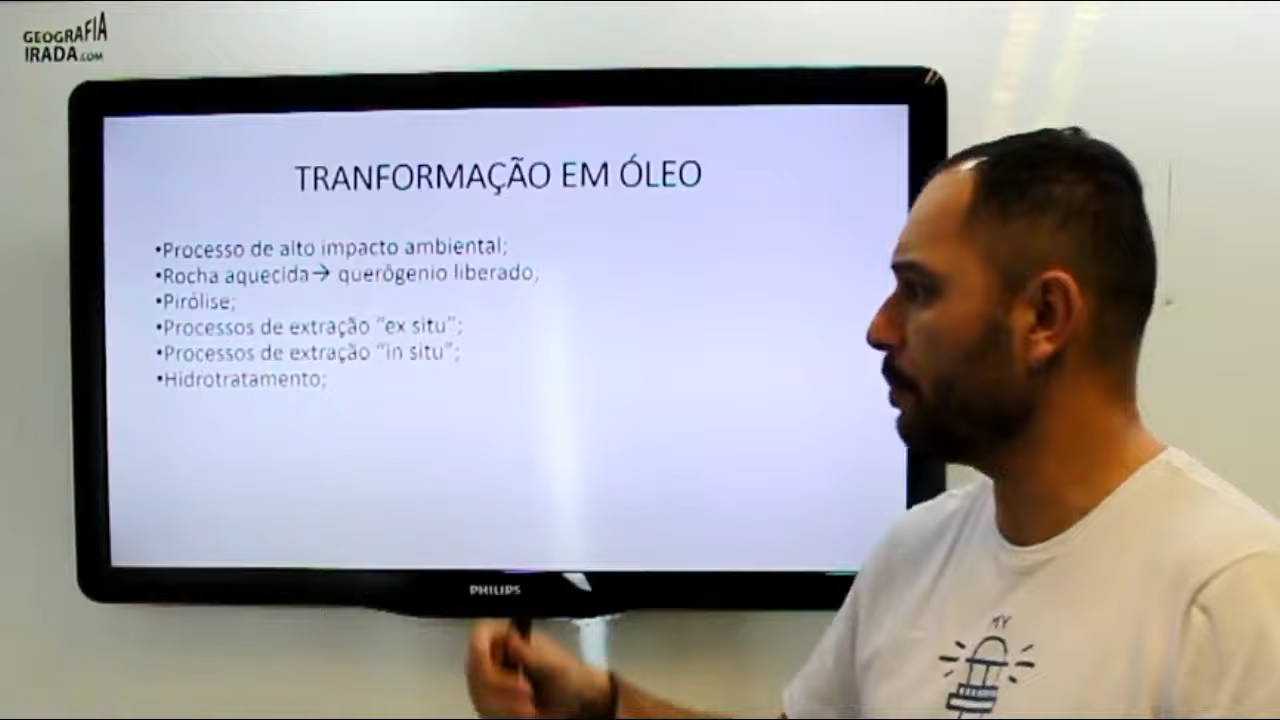 GEOGRAFIA
IRADA.COM
TRANFORMAÇÃO EM ÓLEO
•Processo de alto impacto ambiental;
•Rocha aquecida→ querôgenio liberado;
•Pirólise;
•Processos de extração “ex situ”;
•Processos de extração “in situ”;
•Hidrotratamento;
PHILIPS
MY